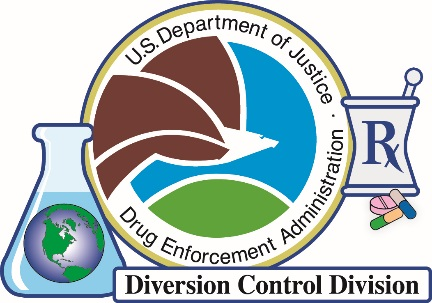 U.S. Department of Justice ·
Drug Enforcement Administration
Rx
Diversion Control Division